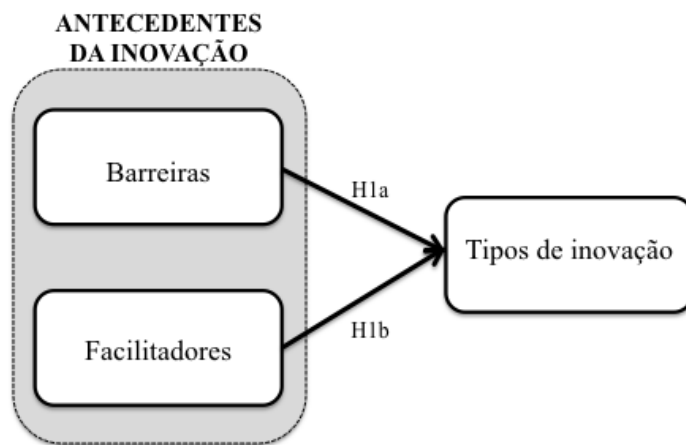 ANTECEDENTES
DA INOVAÇÃO
Barreiras
H1a
Tipos de inovação
H1b
Facilitadores